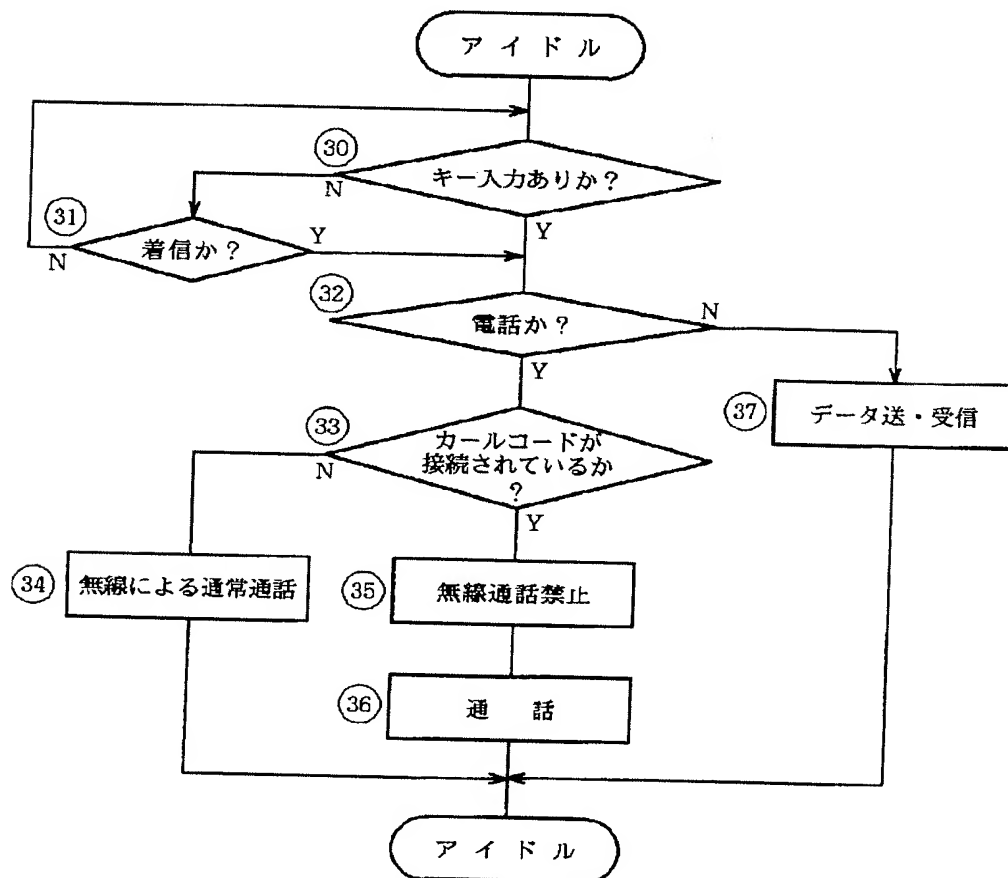 アイドル
30
キー入力ありか？
N
Y
31
着信か？
Y
N
32
電話か？
N
Y
37
データ送・受信
33
カールコードが
接続されているか
？
N
Y
34
無線による通常通話
35
無線通話禁止
36
通話
アイドル